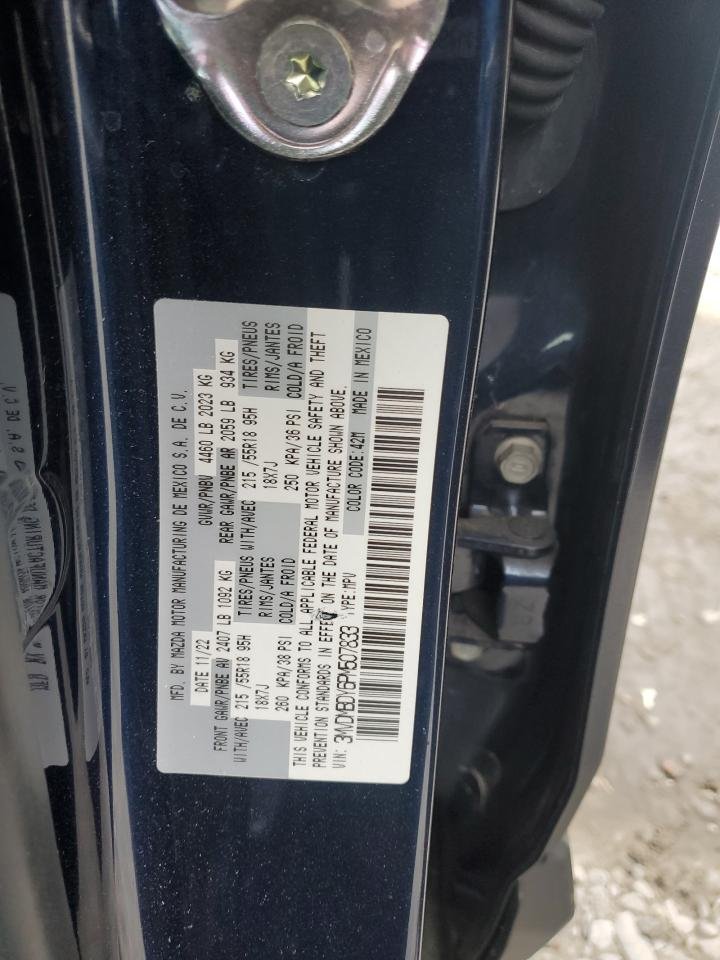 MFD. BY MAZDA MOTOR MANUFACTURING DE MEXICO S.A. DE C.V.
DATE 11/22 GVWR/PNBV 4460 LB 2023 KG
FRONT GAWR/PNBE AV 2407 LB 1092 KG REAR GAWR/PNBE AR 2059 LB 934 KG
WITH/AVEC 215 /55R18 95H TIRES/PNEUS WITH/AVEC 215 /55R18 95H TIRES/PNEUS
18X7J RIMS/JANTES 18X7J RIMS/JANTES
260 KPA/38 PSI COLD/A FROID 250 KPA/36 PSI COLD/A FROID
THIS VEHICLE CONFORMS TO ALL APPLICABLE FEDERAL MOTOR VEHICLE SAFETY AND THEFT
PREVENTION STANDARDS IN EFFECT ON THE DATE OF MANUFACTURE SHOWN ABOVE.
VIN: 3MVDMBDY6PM507833 TYPE:MPV COLOR CODE:42M MADE IN MEXICO